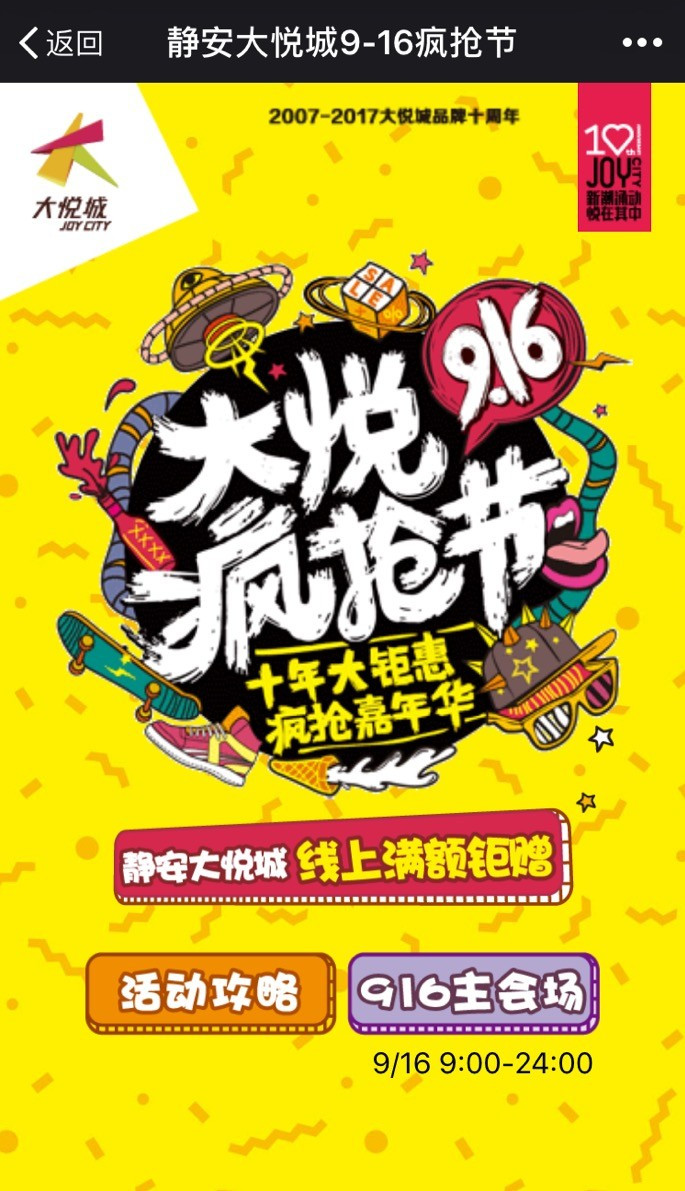 返回
静安大悦城9-16疯抢节
2007-2017大悦城品牌十周年
大悦城
JOY CITY
10th
JOY CITY
新潮涌动
悦在其中
SALE
%
9.16
大悦
疯抢节
XXXX
十年大钜惠
疯抢嘉年华
静安大悦城 线上满额钜赠
活动攻略
916主会场
9/16 9:00-24:00